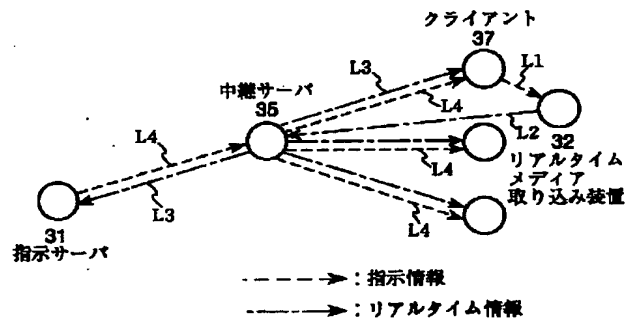 クライアント
37
L1
L3
中継サーバ
35
L4
L2
32
リアルタイム
メディア
取り込み装置
L4
L4
L3
31
指示サーバ
L4
:指示情報
:リアルタイム情報